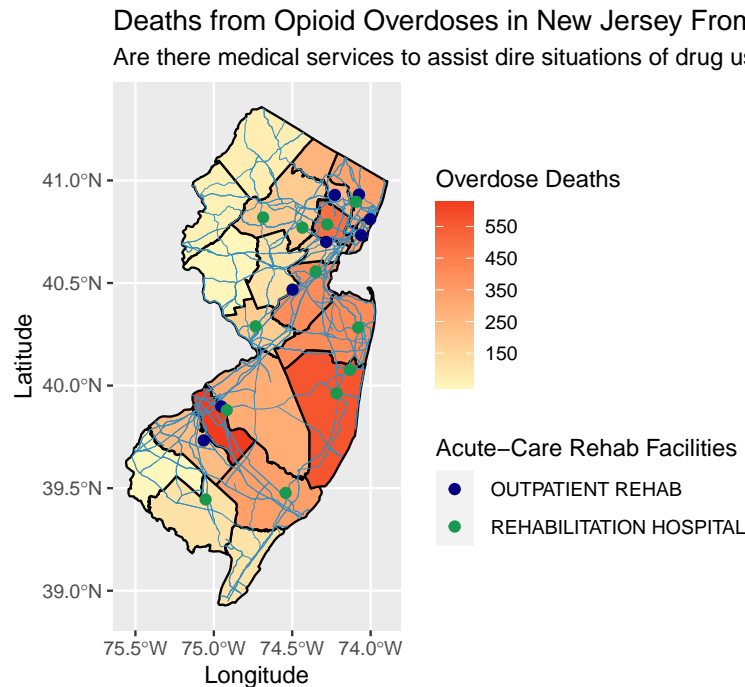 Deaths from Opioid Overdoses in New Jersey
Are there medical services to assist dire situations of drug
41.0°N
40.5°N
40.0°N
39.5°N
39.0°N
Latitude
75.5°W 75.0°W 74.5°W 74.0°W
Longitude
Overdose Deaths
550
450
350
250
150
Acute−Care Rehab Facilities
OUTPATIENT REHAB
REHABILITATION HOSPITAL